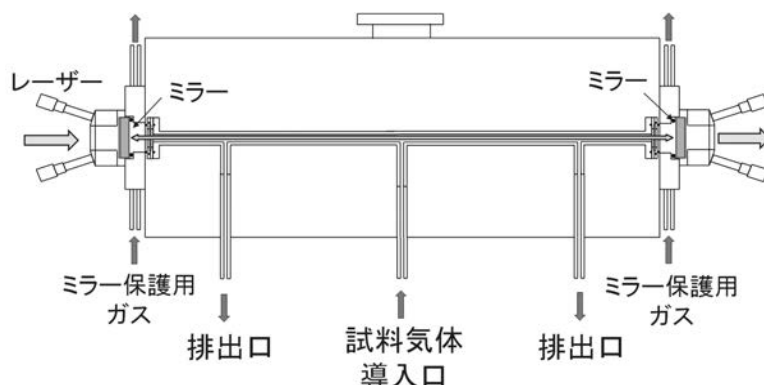 レーザー
ミラー
ミラー
ミラー保護用
ガス
排出口
試料気体
導入口
排出口
ミラー保護用
ガス